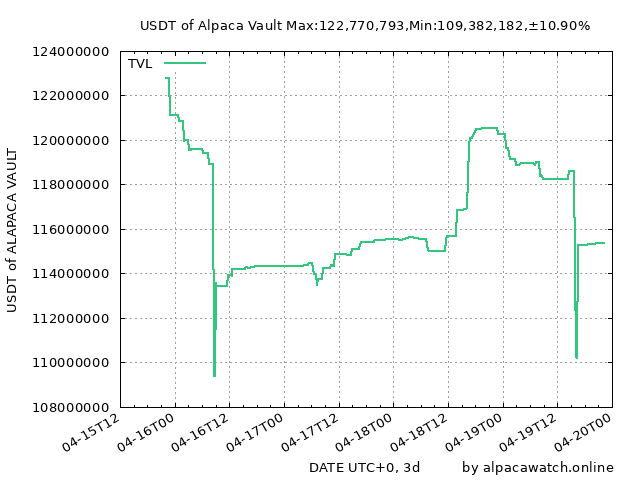 USDT of Alpaca Vault Max:122,770,793,Min:109,382,182,±10.90%
TVL
124000000
122000000
120000000
118000000
116000000
114000000
112000000
110000000
108000000
USDT of ALAPACA VAULT
04-15T12
04-16T00
04-16T12
04-17T00
04-17T12
04-18T00
04-18T12
04-19T00
04-19T12
04-20T00
DATE UTC+0, 3d
by alpacawatch.online